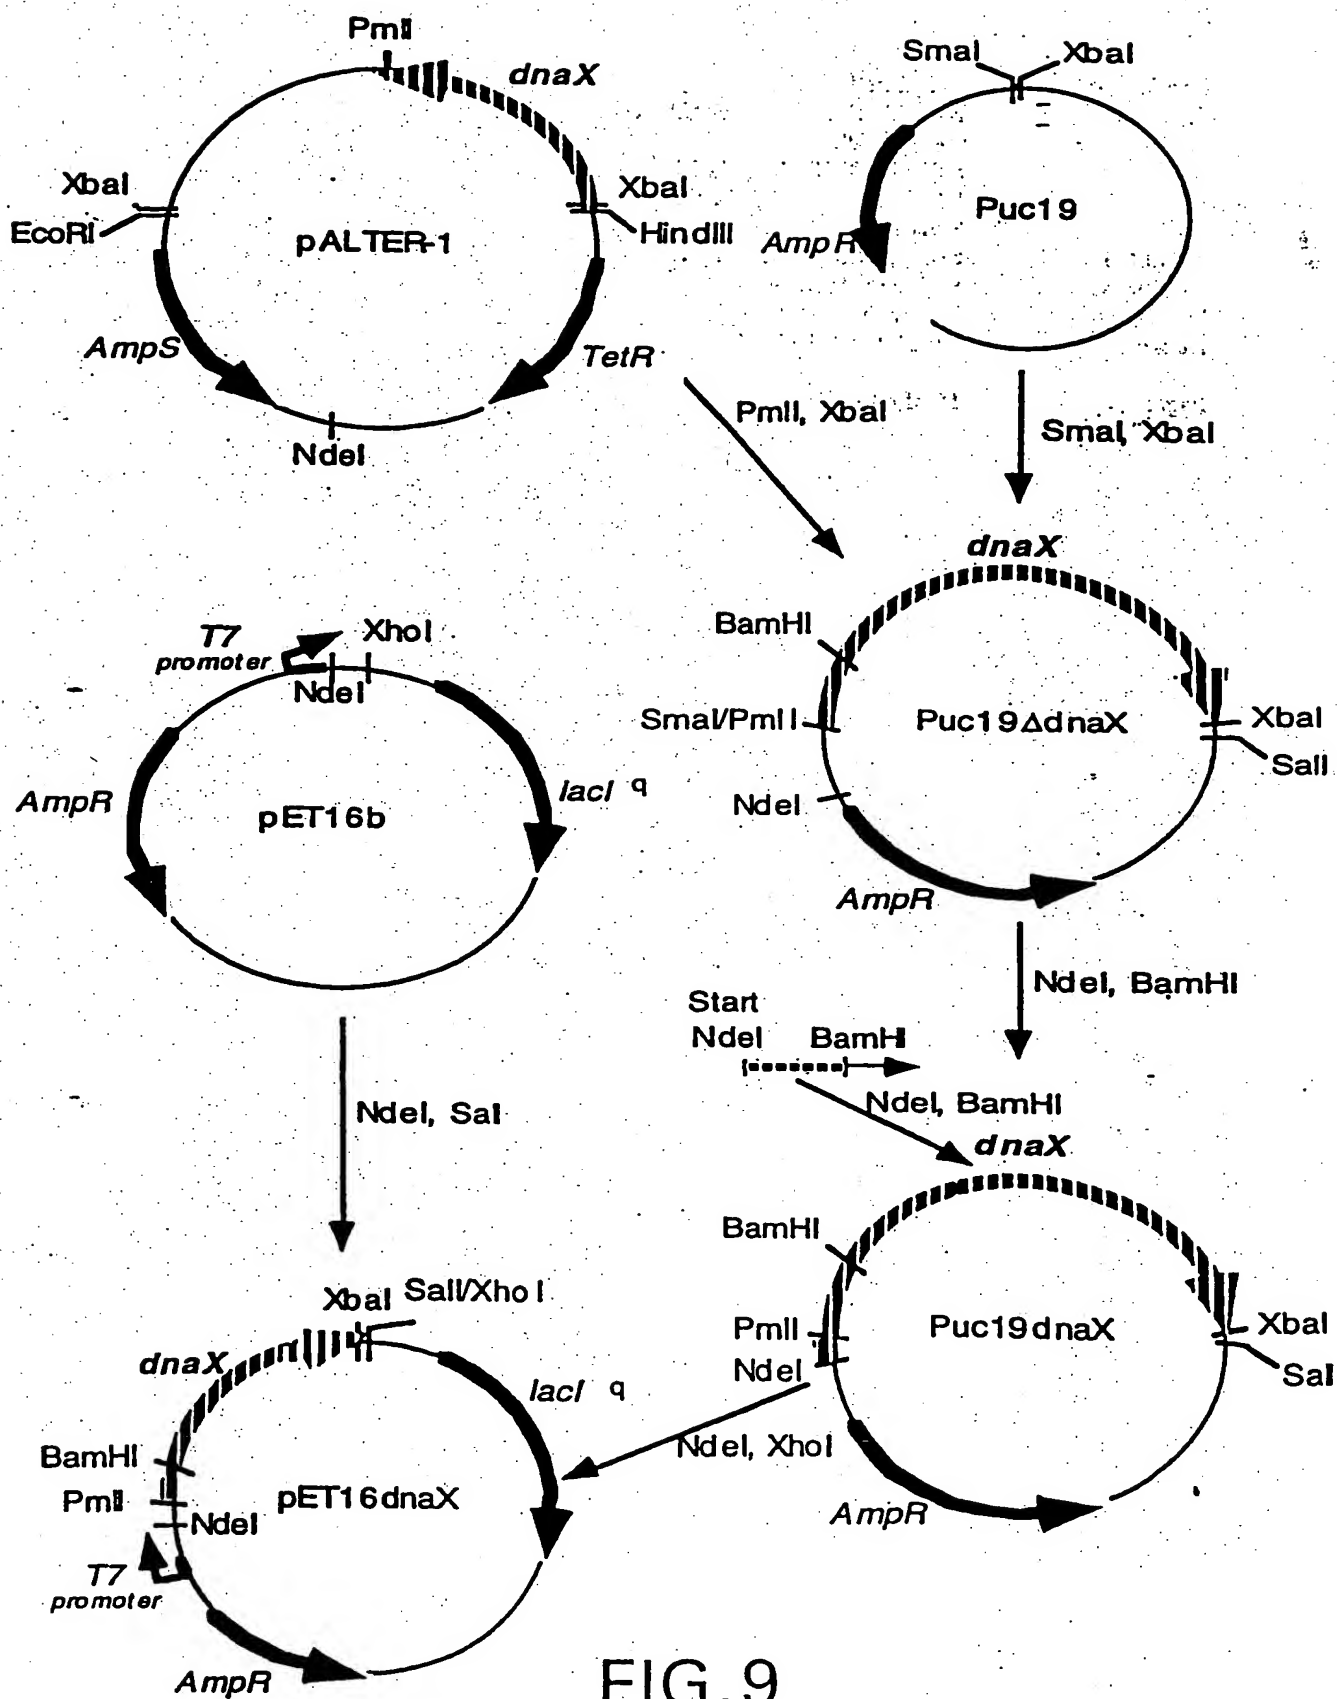 PmlI
dnaX
SmaI
XbaI
XbaI
EcoRI
pALTER-1
XbaI
HindIII
Puc19
AmpR
AmpS
TetR
NdeI
PmlI, XbaI
SmaI, XbaI
dnaX
BamHI
T7
promoter
XhoI
NdeI
SmaI/PmlI
Puc19ΔdnaX
XbaI
SalI
AmpR
pET16b
lacI q
NdeI
AmpR
NdeI, BamHI
Start
NdeI BamHI
NdeI, SalI
NdeI, BamHI
dnaX
BamHI
XbaI
SalI/XhoI
dnaX
PmlI
Puc19dnaX
XbaI
NdeI
SalI
lacI q
BamHI
NdeI, XhoI
PmlI
pET16dnaX
NdeI
AmpR
T7
promoter
AmpR
FIG.9